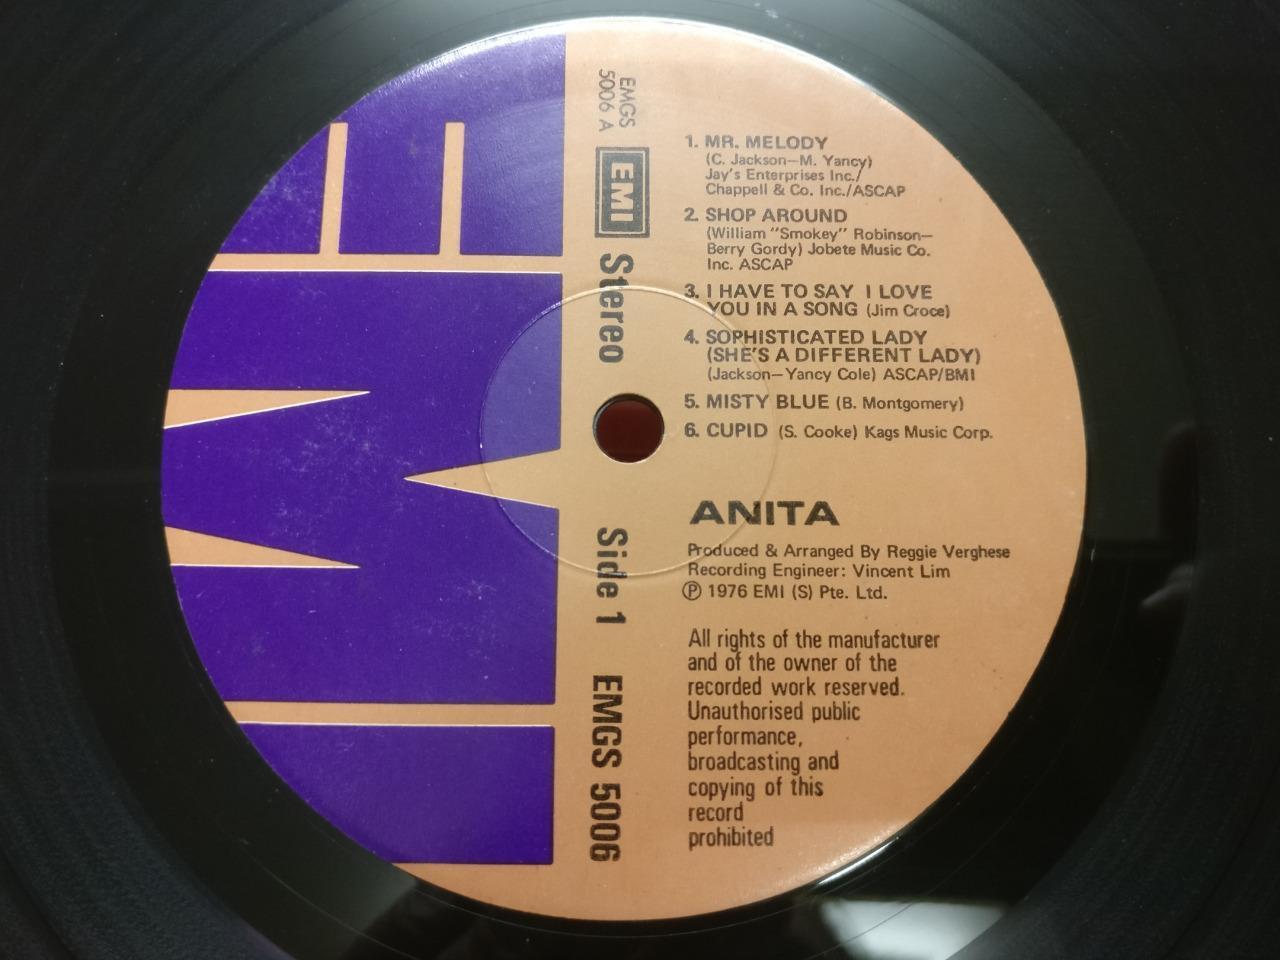 EMGS
5006 A
EMI
Stereo
Side 1
EMGS 5006
1. MR. MELODY
(C. Jackson—M. Yancy)
Jay's Enterprises Inc./
Chappell & Co. Inc./ASCAP
2. SHOP AROUND
(William "Smokey" Robinson—
Berry Gordy) Jobete Music Co.
Inc. ASCAP
3. I HAVE TO SAY I LOVE
YOU IN A SONG (Jim Croce)
4. SOPHISTICATED LADY
(SHE'S A DIFFERENT LADY)
(Jackson—Yancy Cole) ASCAP/BMI
5. MISTY BLUE (B. Montgomery)
6. CUPID (S. Cooke) Kags Music Corp.
ANITA
Produced & Arranged By Reggie Verghese
Recording Engineer: Vincent Lim
℗ 1976 EMI (S) Pte. Ltd.
All rights of the manufacturer
and of the owner of the
recorded work reserved.
Unauthorised public
performance,
broadcasting and
copying of this
record
prohibited